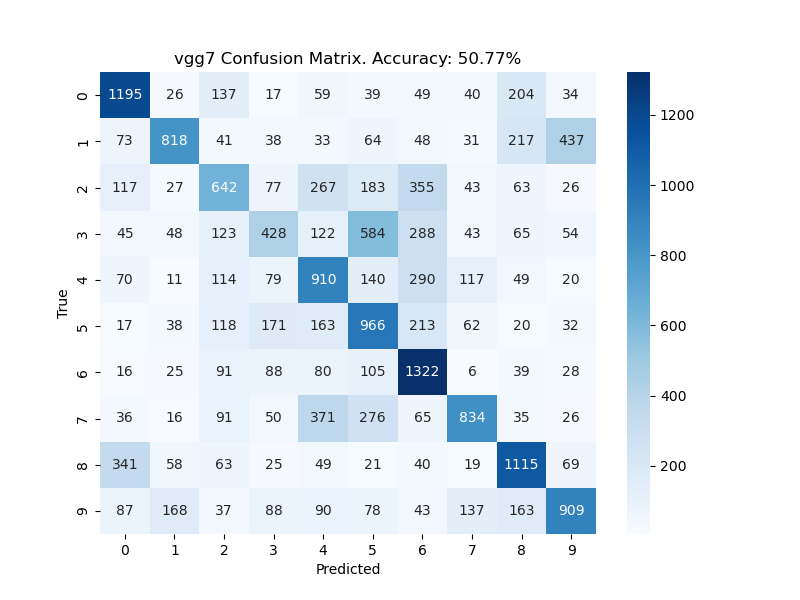 vgg7 Confusion Matrix. Accuracy: 50.77%
0 1195 26 137 17 59 39 49 40 204 34
1 73 818 41 38 33 64 48 31 217 437
2 117 27 642 77 267 183 355 43 63 26
3 45 48 123 428 122 584 288 43 65 54
4 70 11 114 79 910 140 290 117 49 20
5 17 38 118 171 163 966 213 62 20 32
6 16 25 91 88 80 105 1322 6 39 28
7 36 16 91 50 371 276 65 834 35 26
8 341 58 63 25 49 21 40 19 1115 69
9 87 168 37 88 90 78 43 137 163 909
0 1 2 3 4 5 6 7 8 9
Predicted
True
1200
1000
800
600
400
200